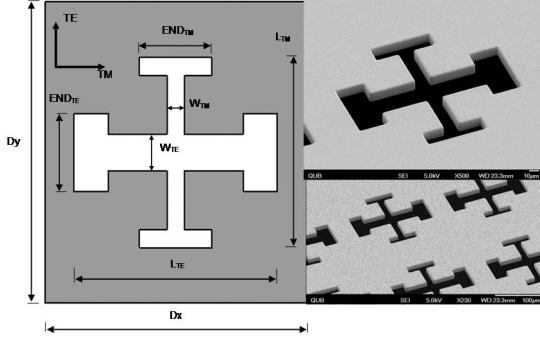 TE
TM
END_TM
L_TM
W_TM
END_TE
W_TE
Dy
L_TE
Dx
QUB SEI 5.0kV X500 WD 23.3mm 10µm
QUB SEI 5.0kV X230 WD 23.3mm 100µm